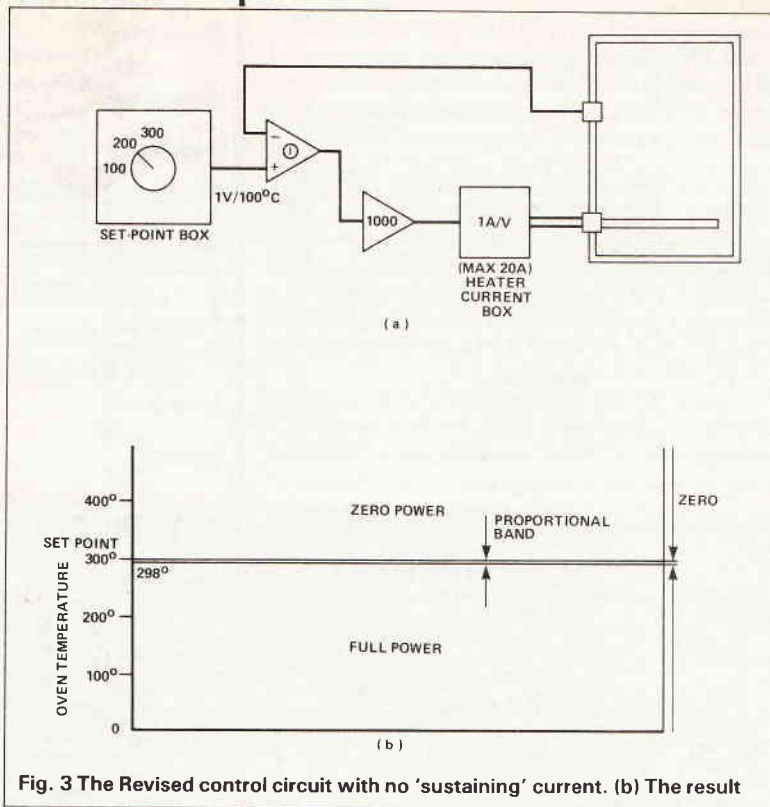 300
200
100
SET-POINT BOX
1V/100°C
−
+
1
1000
1A/V
(MAX 20A)
HEATER
CURRENT
BOX
(a)
400°
SET POINT
300°
298°
200°
100°
0
OVEN TEMPERATURE
ZERO POWER
PROPORTIONAL
BAND
ZERO
FULL POWER
(b)
Fig. 3 The Revised control circuit with no 'sustaining' current. (b) The result